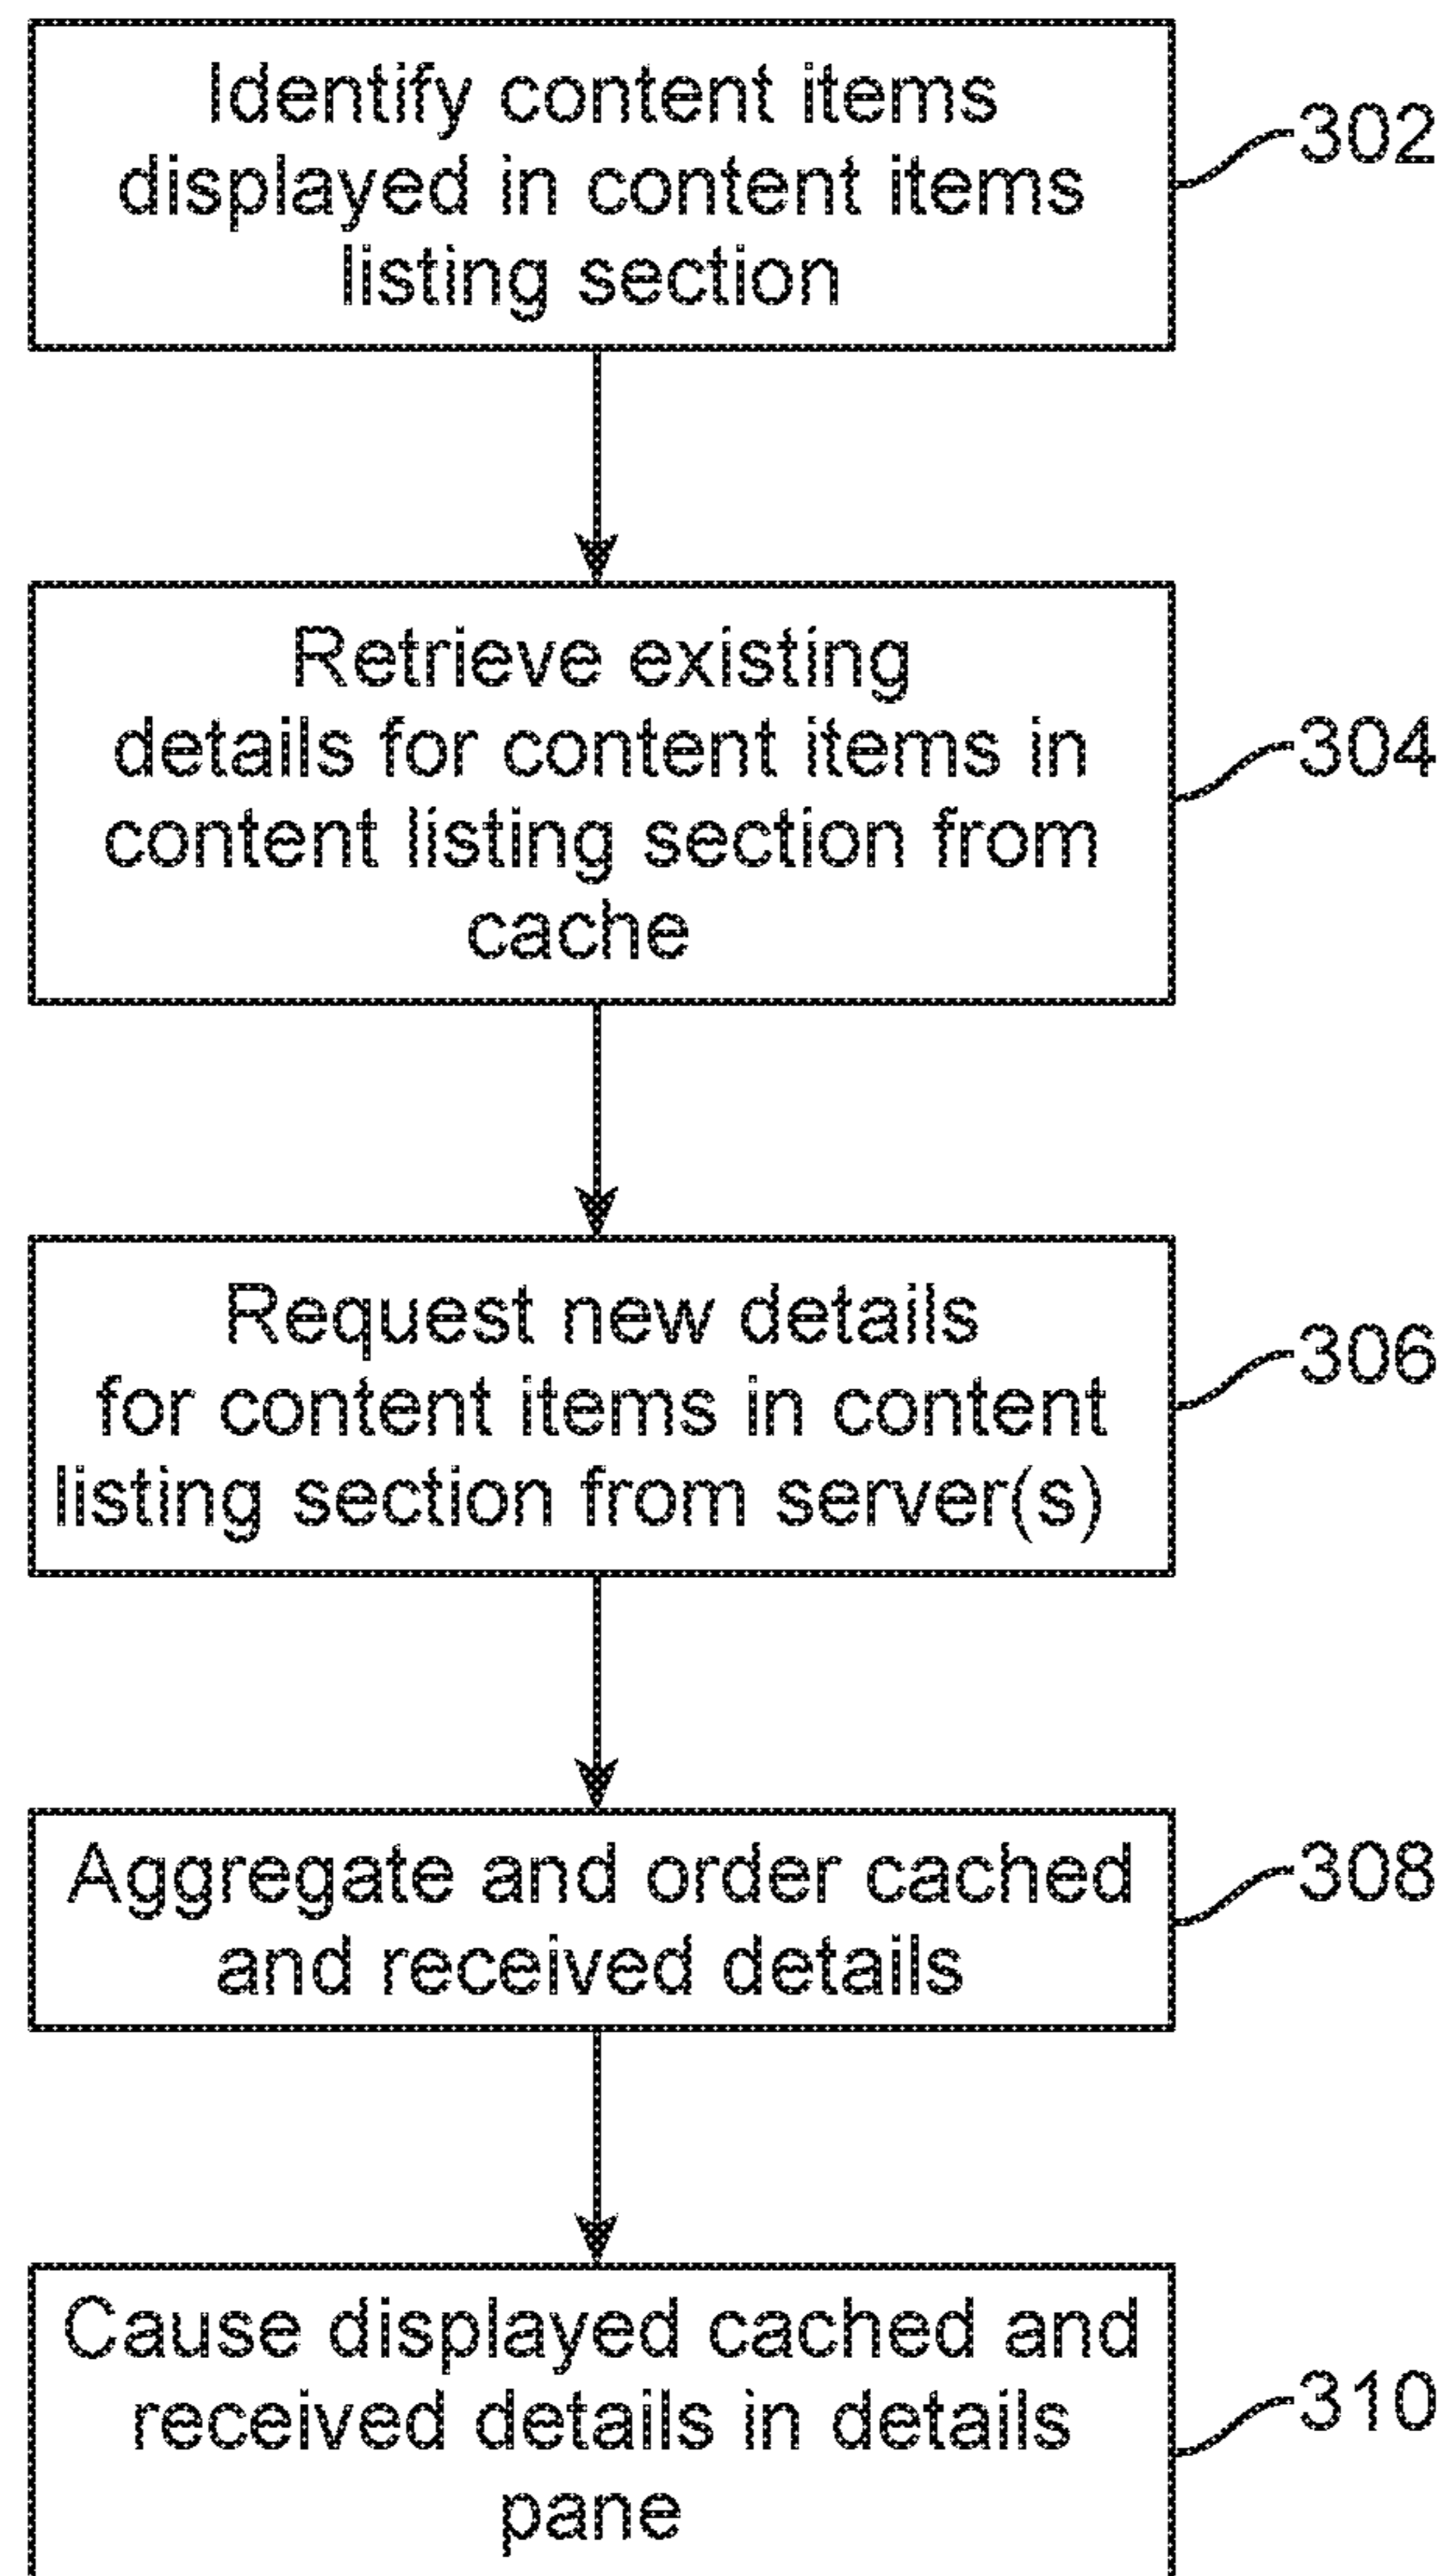 Identify content items
displayed in content items
listing section
302
Retrieve existing
details for content items in
content listing section from
cache
304
Request new details
for content items in content
listing section from server(s)
306
Aggregate and order cached
and received details
308
Cause displayed cached and
received details in details
pane
310